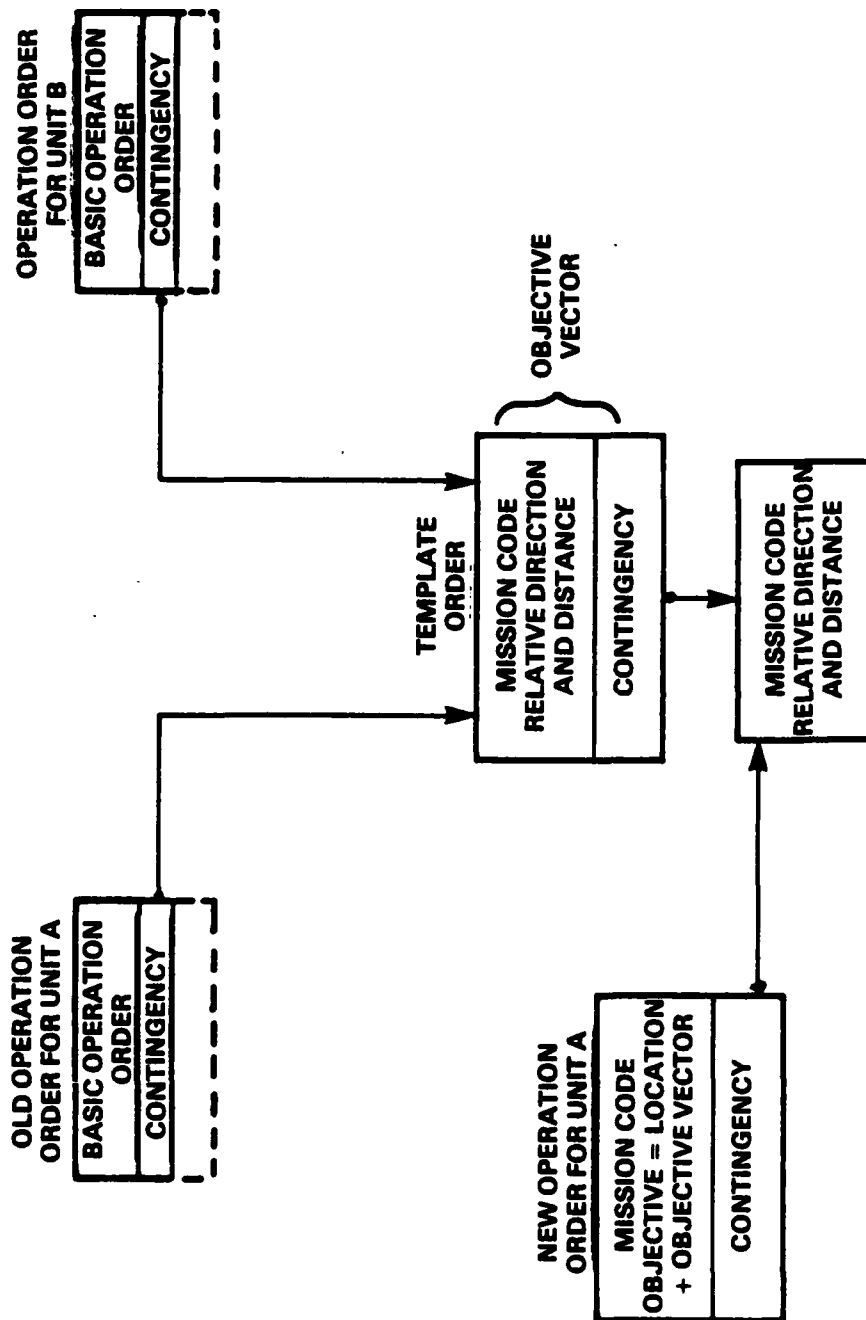 OLD OPERATION
ORDER FOR UNIT A
BASIC OPERATION
ORDER
CONTINGENCY
OPERATION ORDER
FOR UNIT B
BASIC OPERATION
ORDER
CONTINGENCY
TEMPLATE
ORDER
MISSION CODE
RELATIVE DIRECTION
AND DISTANCE
CONTINGENCY
OBJECTIVE
VECTOR
NEW OPERATION
ORDER FOR UNIT A
MISSION CODE
OBJECTIVE = LOCATION
+ OBJECTIVE VECTOR
CONTINGENCY
MISSION CODE
RELATIVE DIRECTION
AND DISTANCE